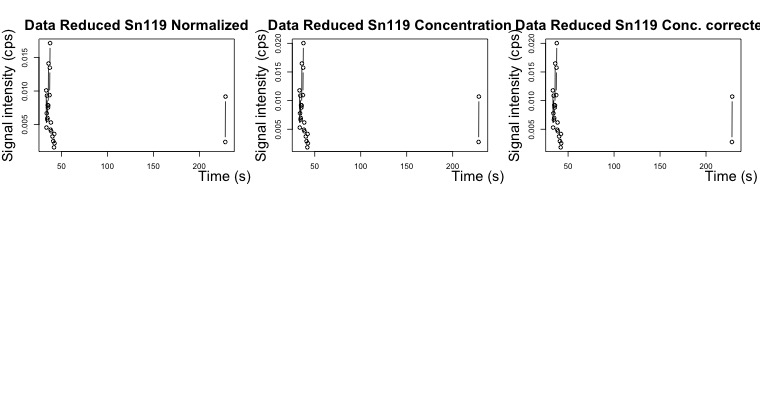 Data Reduced Sn119 Normalized
Signal intensity (cps)
0.005 0.010 0.015
50 100 150 200
Time (s)
Data Reduced Sn119 Concentration
Signal intensity (cps)
0.005 0.010 0.015 0.020
50 100 150 200
Time (s)
Data Reduced Sn119 Conc. correcte
Signal intensity (cps)
0.005 0.010 0.015 0.020
50 100 150 200
Time (s)